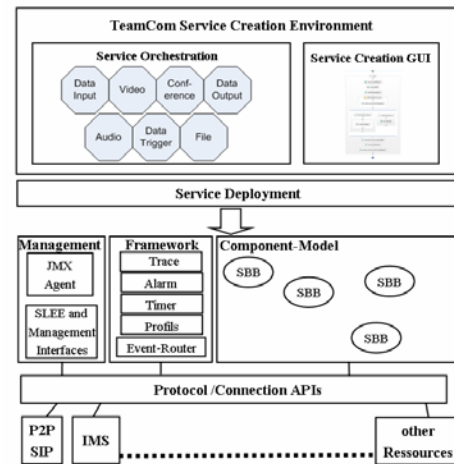 TeamCom Service Creation Environment
Service Orchestration
Data
Input
Video
Conf-
erence
Data
Output
Audio
Data
Trigger
File
Service Creation GUI
Service Deployment
Management
JMX
Agent
SLEE and
Management
Interfaces
Framework
Trace
Alarm
Timer
Profils
Event-Router
Component-Model
SBB
SBB
SBB
SBB
Protocol /Connection APIs
P2P
SIP
IMS
other
Ressources